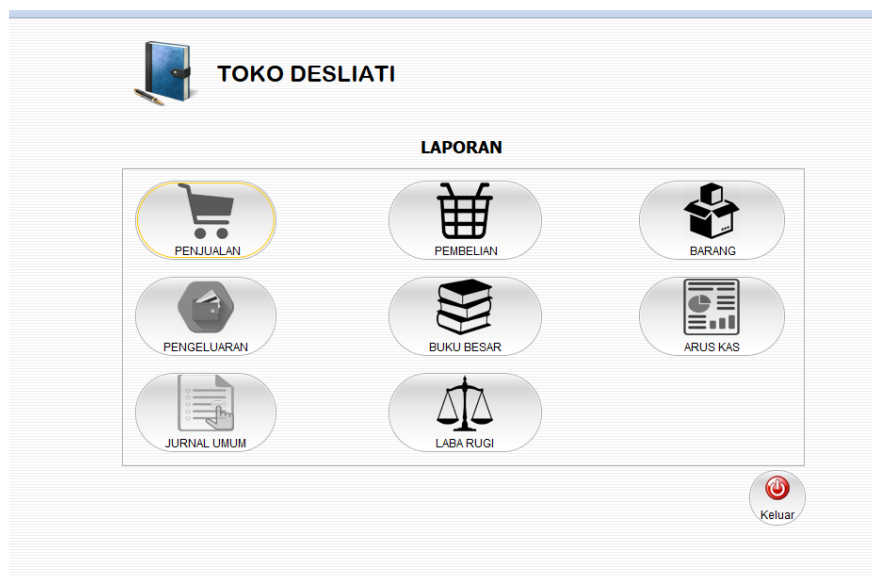 TOKO DESLIATI
LAPORAN
PENJUALAN
PEMBELIAN
BARANG
PENGELUARAN
BUKU BESAR
ARUS KAS
JURNAL UMUM
LABA RUGI
Keluar